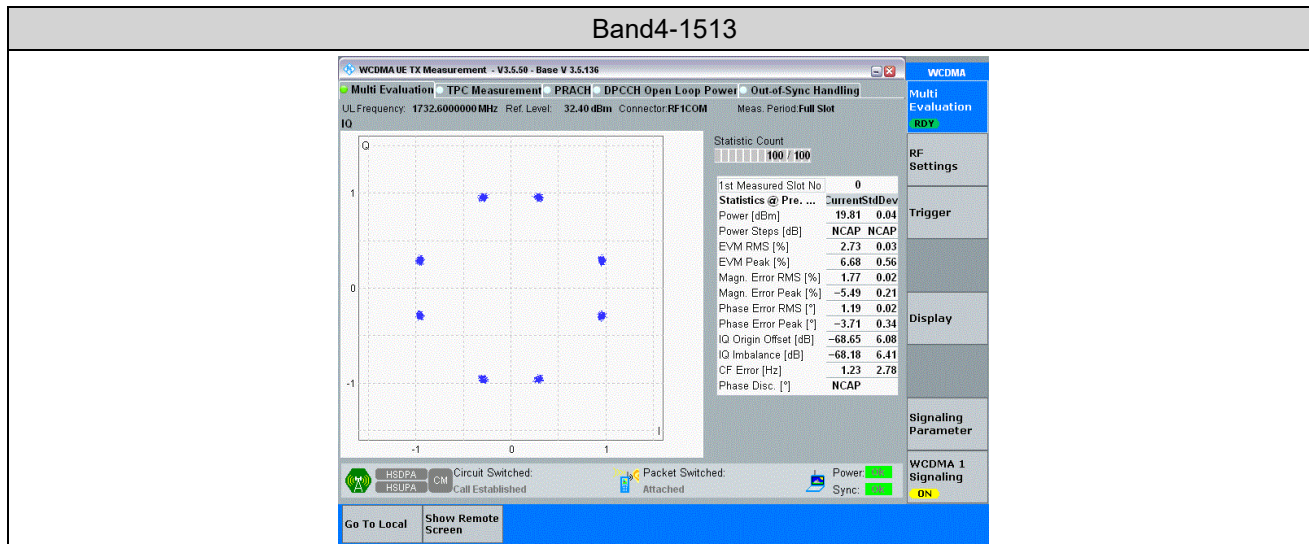 Band4-1513
WCDMA UE TX Measurement - V3.5.50 - Base V 3.5.136
WCDMA
Multi Evaluation TPC Measurement PRACH DPCCH Open Loop Power Out-of-Sync Handling
UL Frequency: 1732.6000000 MHz Ref. Level: 32.40 dBm Connector:RF1COM Meas. Period:Full Slot
IQ
Q
1
0
-1
-1 0 1
I
Statistic Count
100 / 100
1st Measured Slot No 0
Statistics @ Pre. ... Current StdDev
Power [dBm] 19.81 0.04
Power Steps [dB] NCAP NCAP
EVM RMS [%] 2.73 0.03
EVM Peak [%] 6.68 0.56
Magn. Error RMS [%] 1.77 0.02
Magn. Error Peak [%] -5.49 0.21
Phase Error RMS [°] 1.19 0.02
Phase Error Peak [°] -3.71 0.34
IQ Origin Offset [dB] -68.65 6.08
IQ Imbalance [dB] -68.18 6.41
CF Error [Hz] 1.23 2.78
Phase Disc. [°] NCAP
Multi
Evaluation
RDY
RF
Settings
Trigger
Display
Signaling
Parameter
WCDMA 1
Signaling
ON
HSDPA
HSUPA
CM
Circuit Switched:
Call Established
Packet Switched:
Attached
Power:
Sync:
Go To Local
Show Remote
Screen